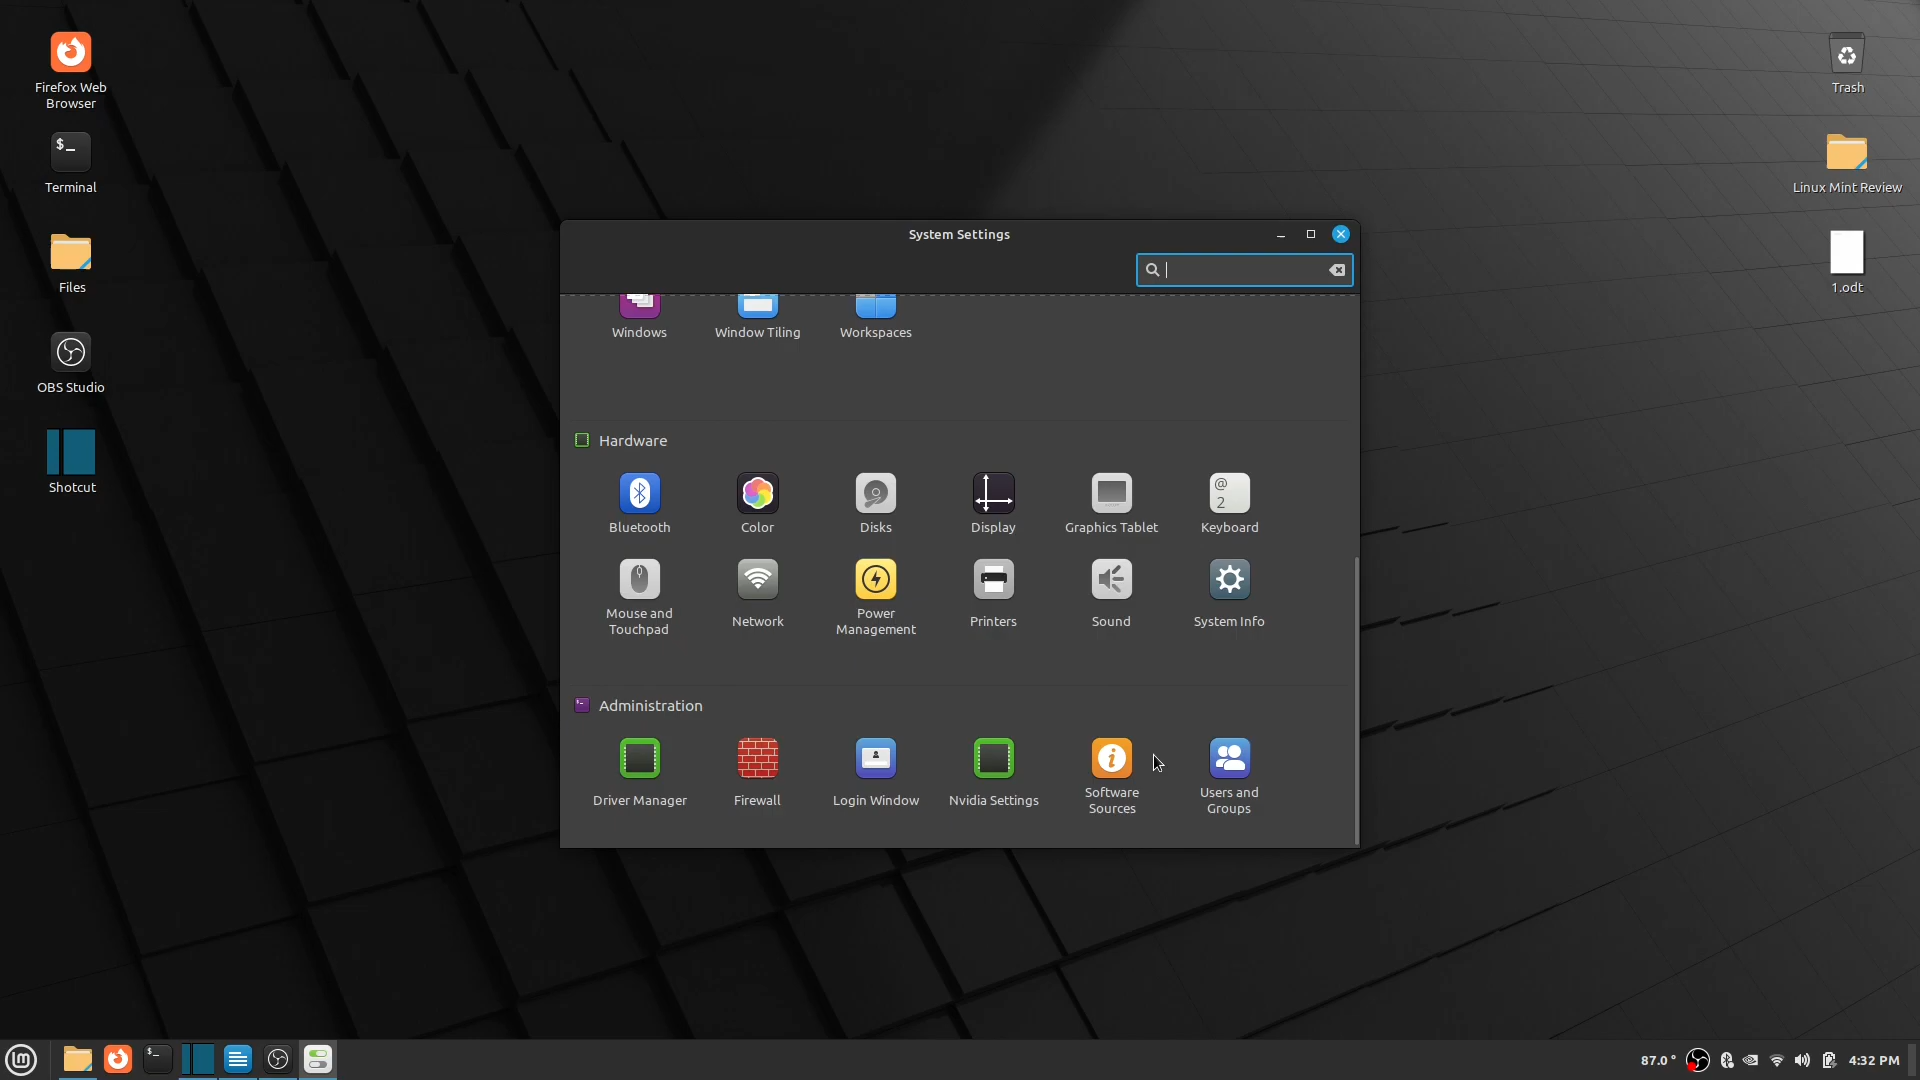 Firefox Web
Browser
Terminal
Files
OBS Studio
Shotcut
Trash
Linux Mint Review
1.odt
System Settings
Windows
Window Tiling
Workspaces
Hardware
Bluetooth
Color
Disks
Display
Graphics Tablet
@
2
Keyboard
Mouse and
Touchpad
Network
Power
Management
Printers
Sound
System Info
Administration
Driver Manager
Firewall
Login Window
Nvidia Settings
Software
Sources
Users and
Groups
87.0 °
4:32 PM